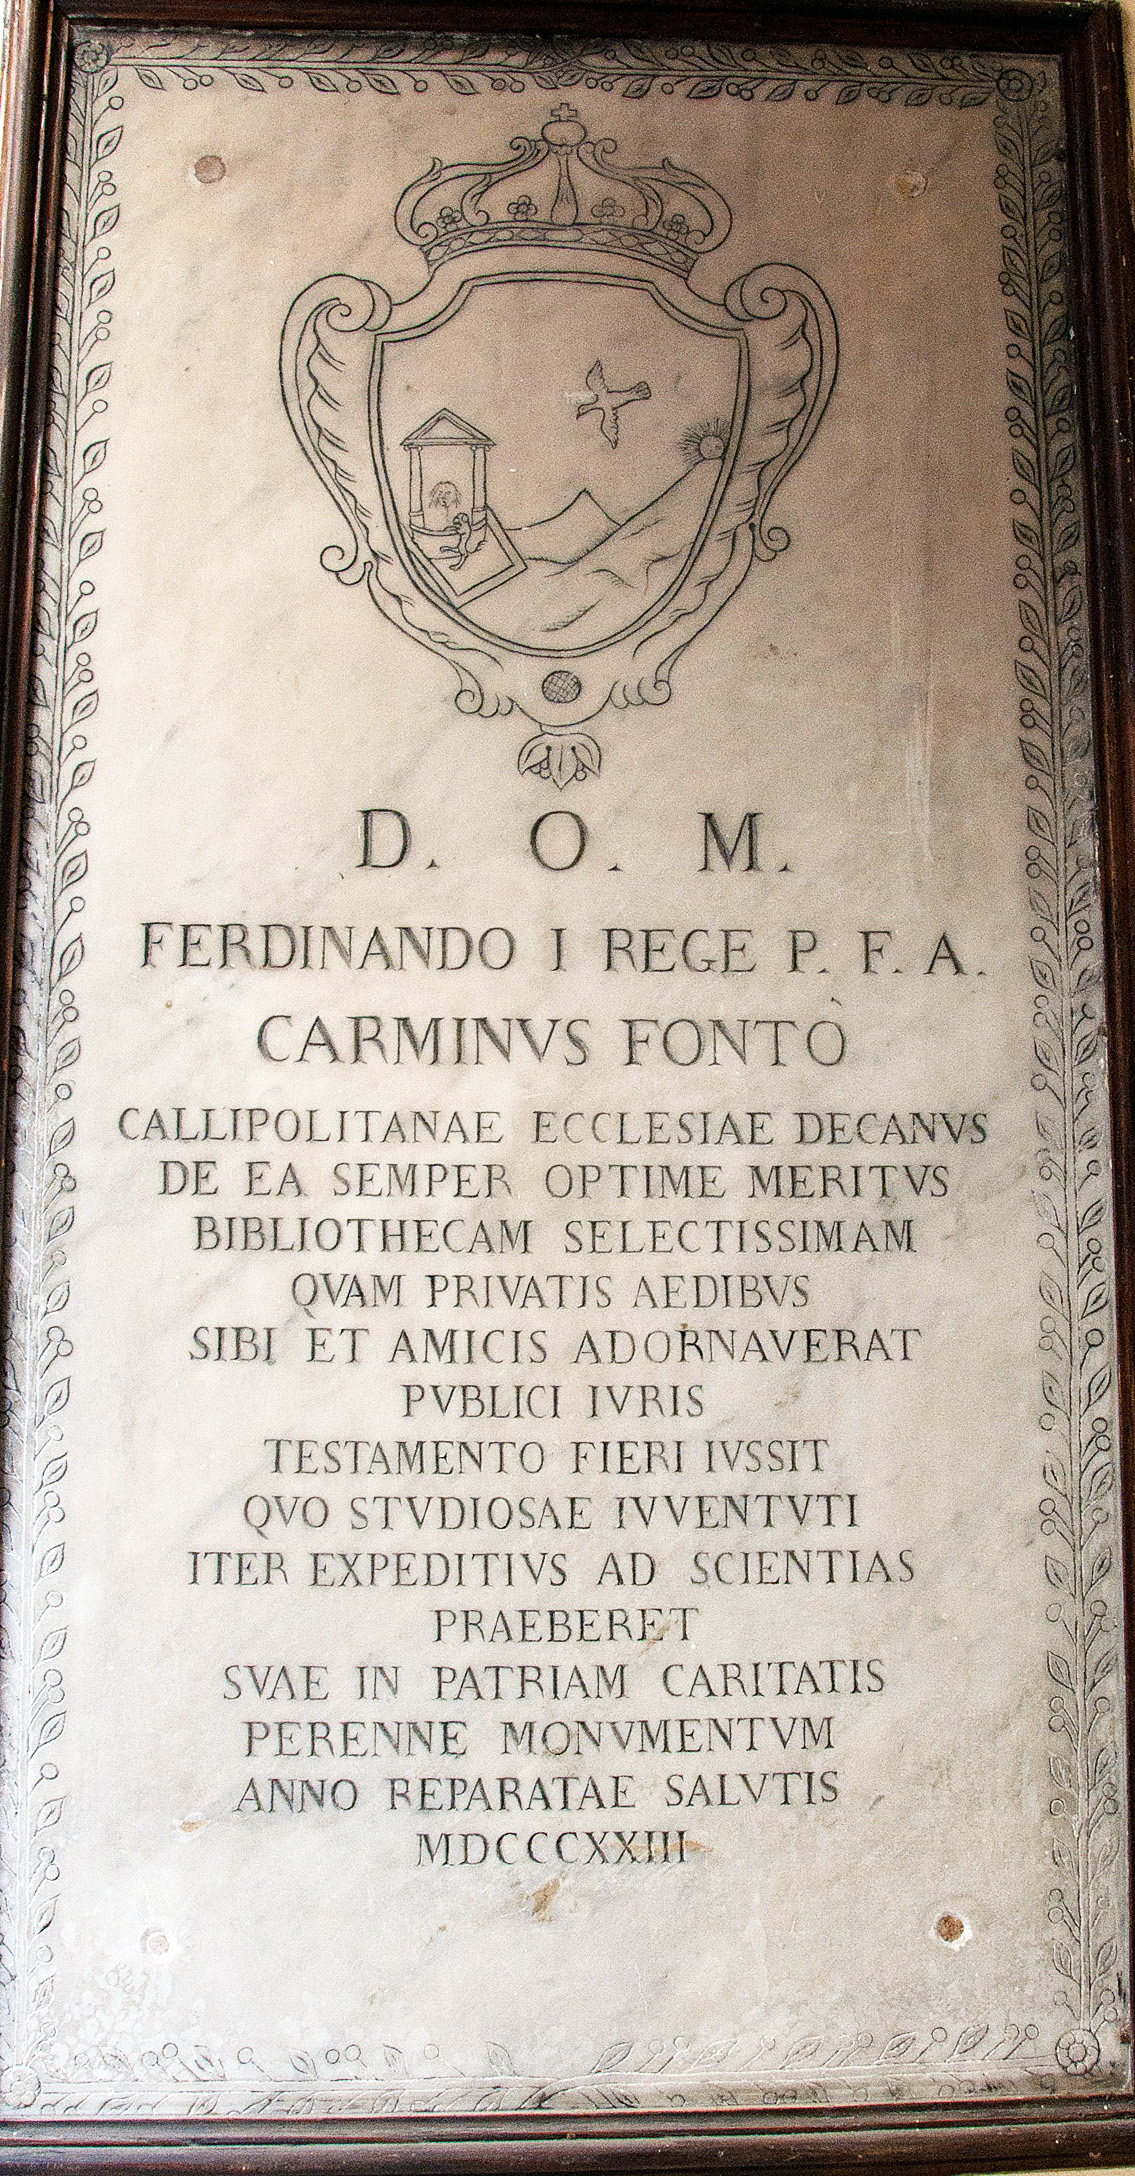 D. O. M.
FERDINANDO I REGE P. F. A.
CARMINVS FONTÒ
CALLIPOLITANAE ECCLESIAE DECANVS
DE EA SEMPER OPTIME MERITVS
BIBLIOTHECAM SELECTISSIMAM
QVAM PRIVATIS AEDIBVS
SIBI ET AMICIS ADORNAVERAT
PVBLICI IVRIS
TESTAMENTO FIERI IVSSIT
QVO STVDIOSAE IVVENTVTI
ITER EXPEDITIVS AD SCIENTIAS
PRAEBERET
SVAE IN PATRIAM CARITATIS
PERENNE MONVMENTVM
ANNO REPARATAE SALVTIS
MDCCCXXIII